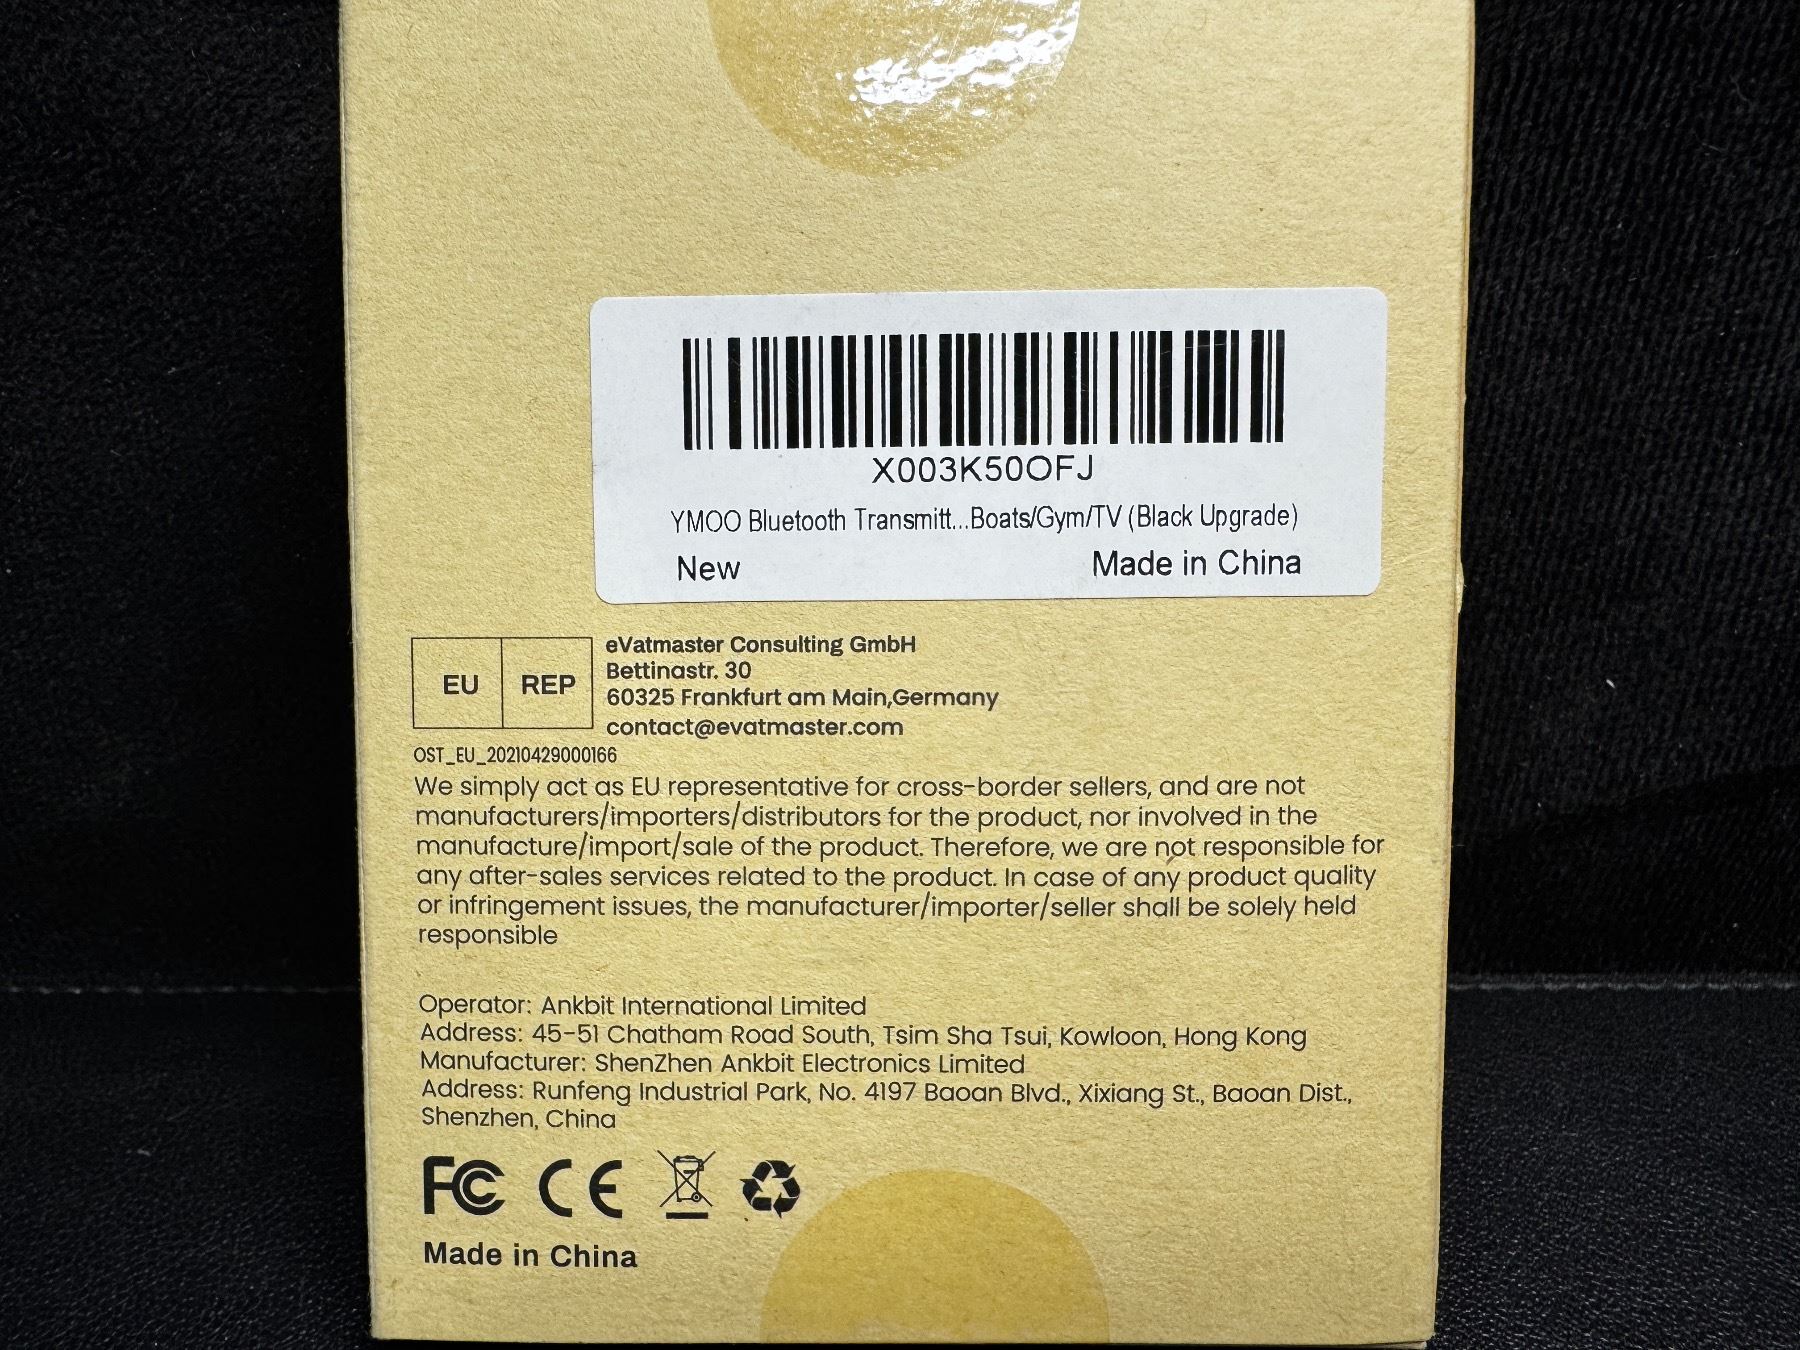 X003K50OFJ
YMOO Bluetooth Transmitt...Boats/Gym/TV (Black Upgrade)
New Made in China
EU REP
eVatmaster Consulting GmbH
Bettinastr. 30
60325 Frankfurt am Main,Germany
contact@evatmaster.com
OST_EU_20210429000166
We simply act as EU representative for cross-border sellers, and are not
manufacturers/importers/distributors for the product, nor involved in the
manufacture/import/sale of the product. Therefore, we are not responsible for
any after-sales services related to the product. In case of any product quality
or infringement issues, the manufacturer/importer/seller shall be solely held
responsible
Operator: Ankbit International Limited
Address: 45-51 Chatham Road South, Tsim Sha Tsui, Kowloon, Hong Kong
Manufacturer: ShenZhen Ankbit Electronics Limited
Address: Runfeng Industrial Park, No. 4197 Baoan Blvd., Xixiang St., Baoan Dist.,
Shenzhen, China
FC CE
Made in China